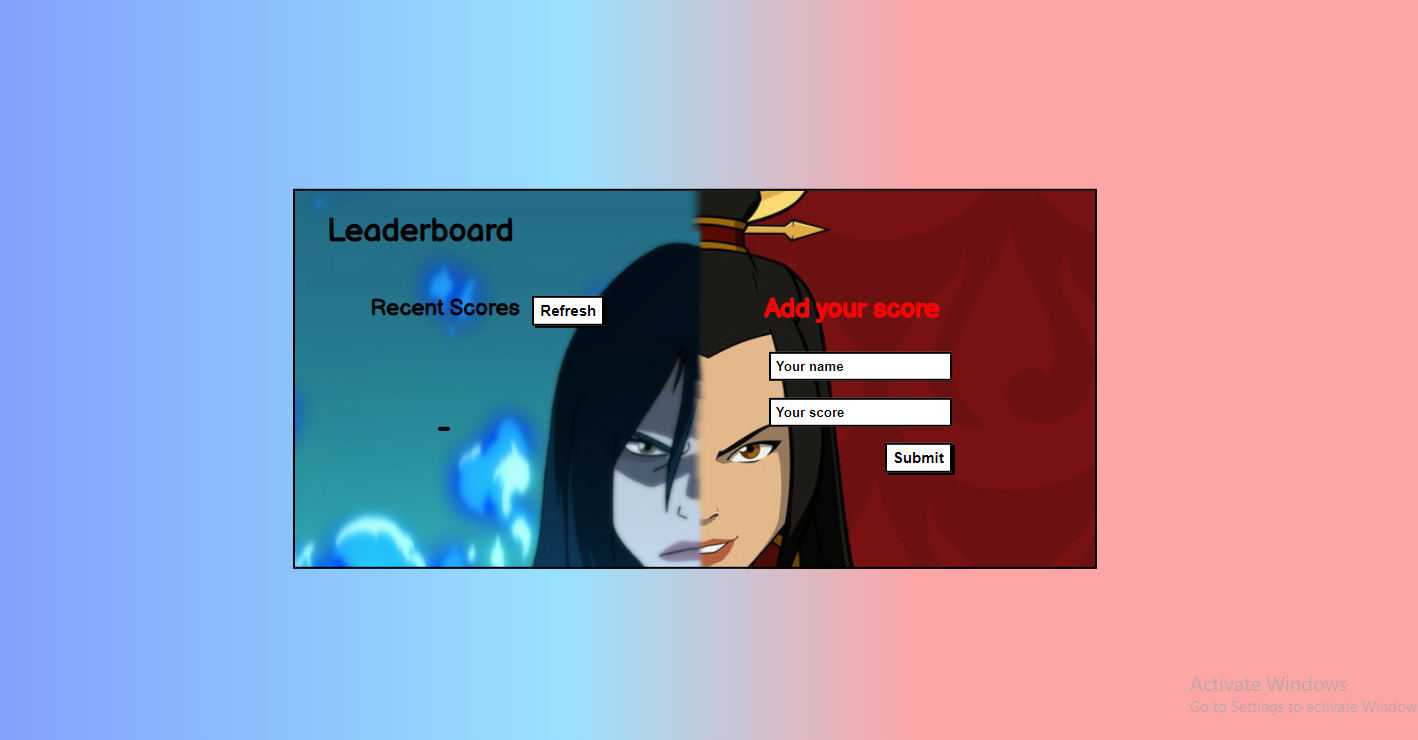 Leaderboard
Recent Scores
Refresh
Add your score
Your name
-
Your score
Submit
Activate Windows
Go to Settings to activate Window